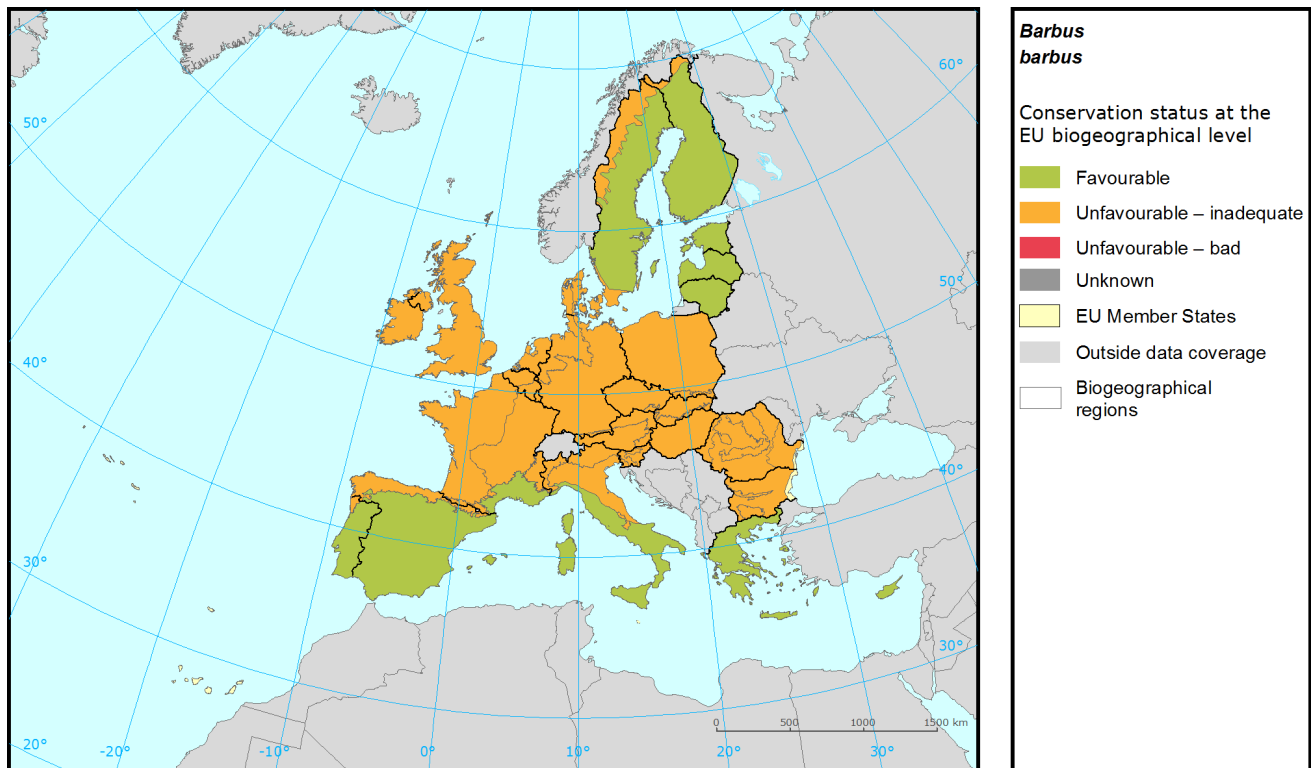 Barbus
barbus
Conservation status at the
EU biogeographical level
Favourable
Unfavourable – inadequate
Unfavourable – bad
Unknown
EU Member States
Outside data coverage
Biogeographical
regions
60°
50°
50°
40°
40°
30°
30°
20°
-20°
-10°
0°
10°
20°
30°
0 500 1000 1500 km